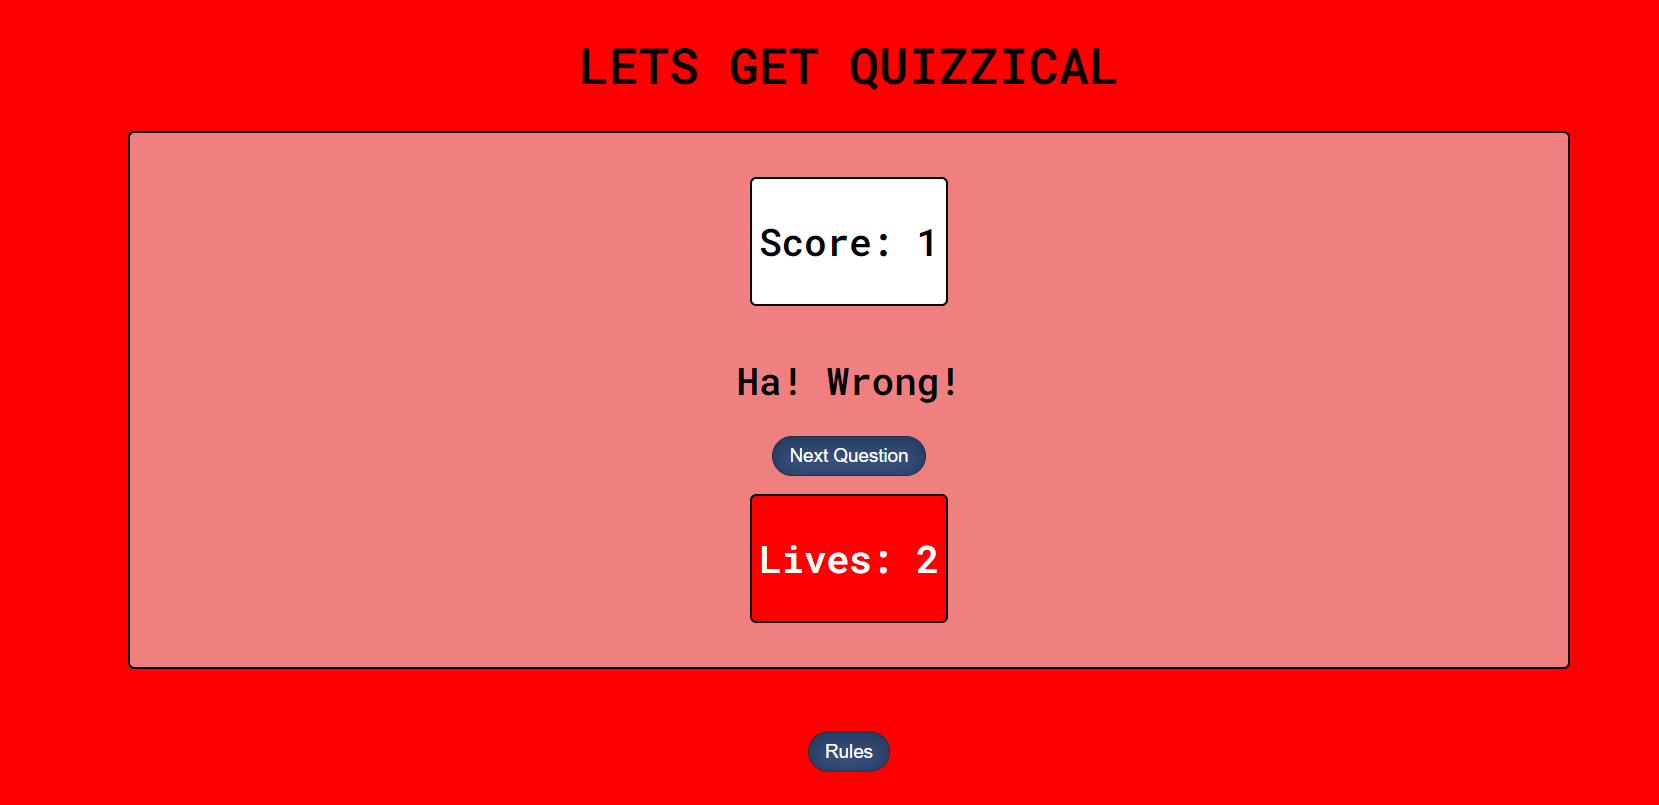 LETS GET QUIZZICAL
Score: 1
Ha! Wrong!
Next Question
Lives: 2
Rules